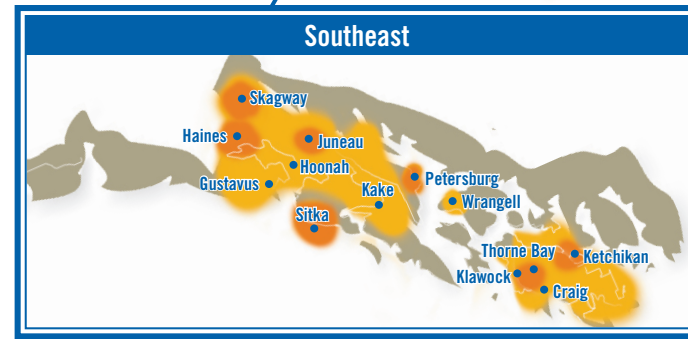 Southeast
Skagway
Haines
Juneau
Hoonah
Gustavus
Kake
Petersburg
Wrangell
Sitka
Thorne Bay
Ketchikan
Klawock
Craig